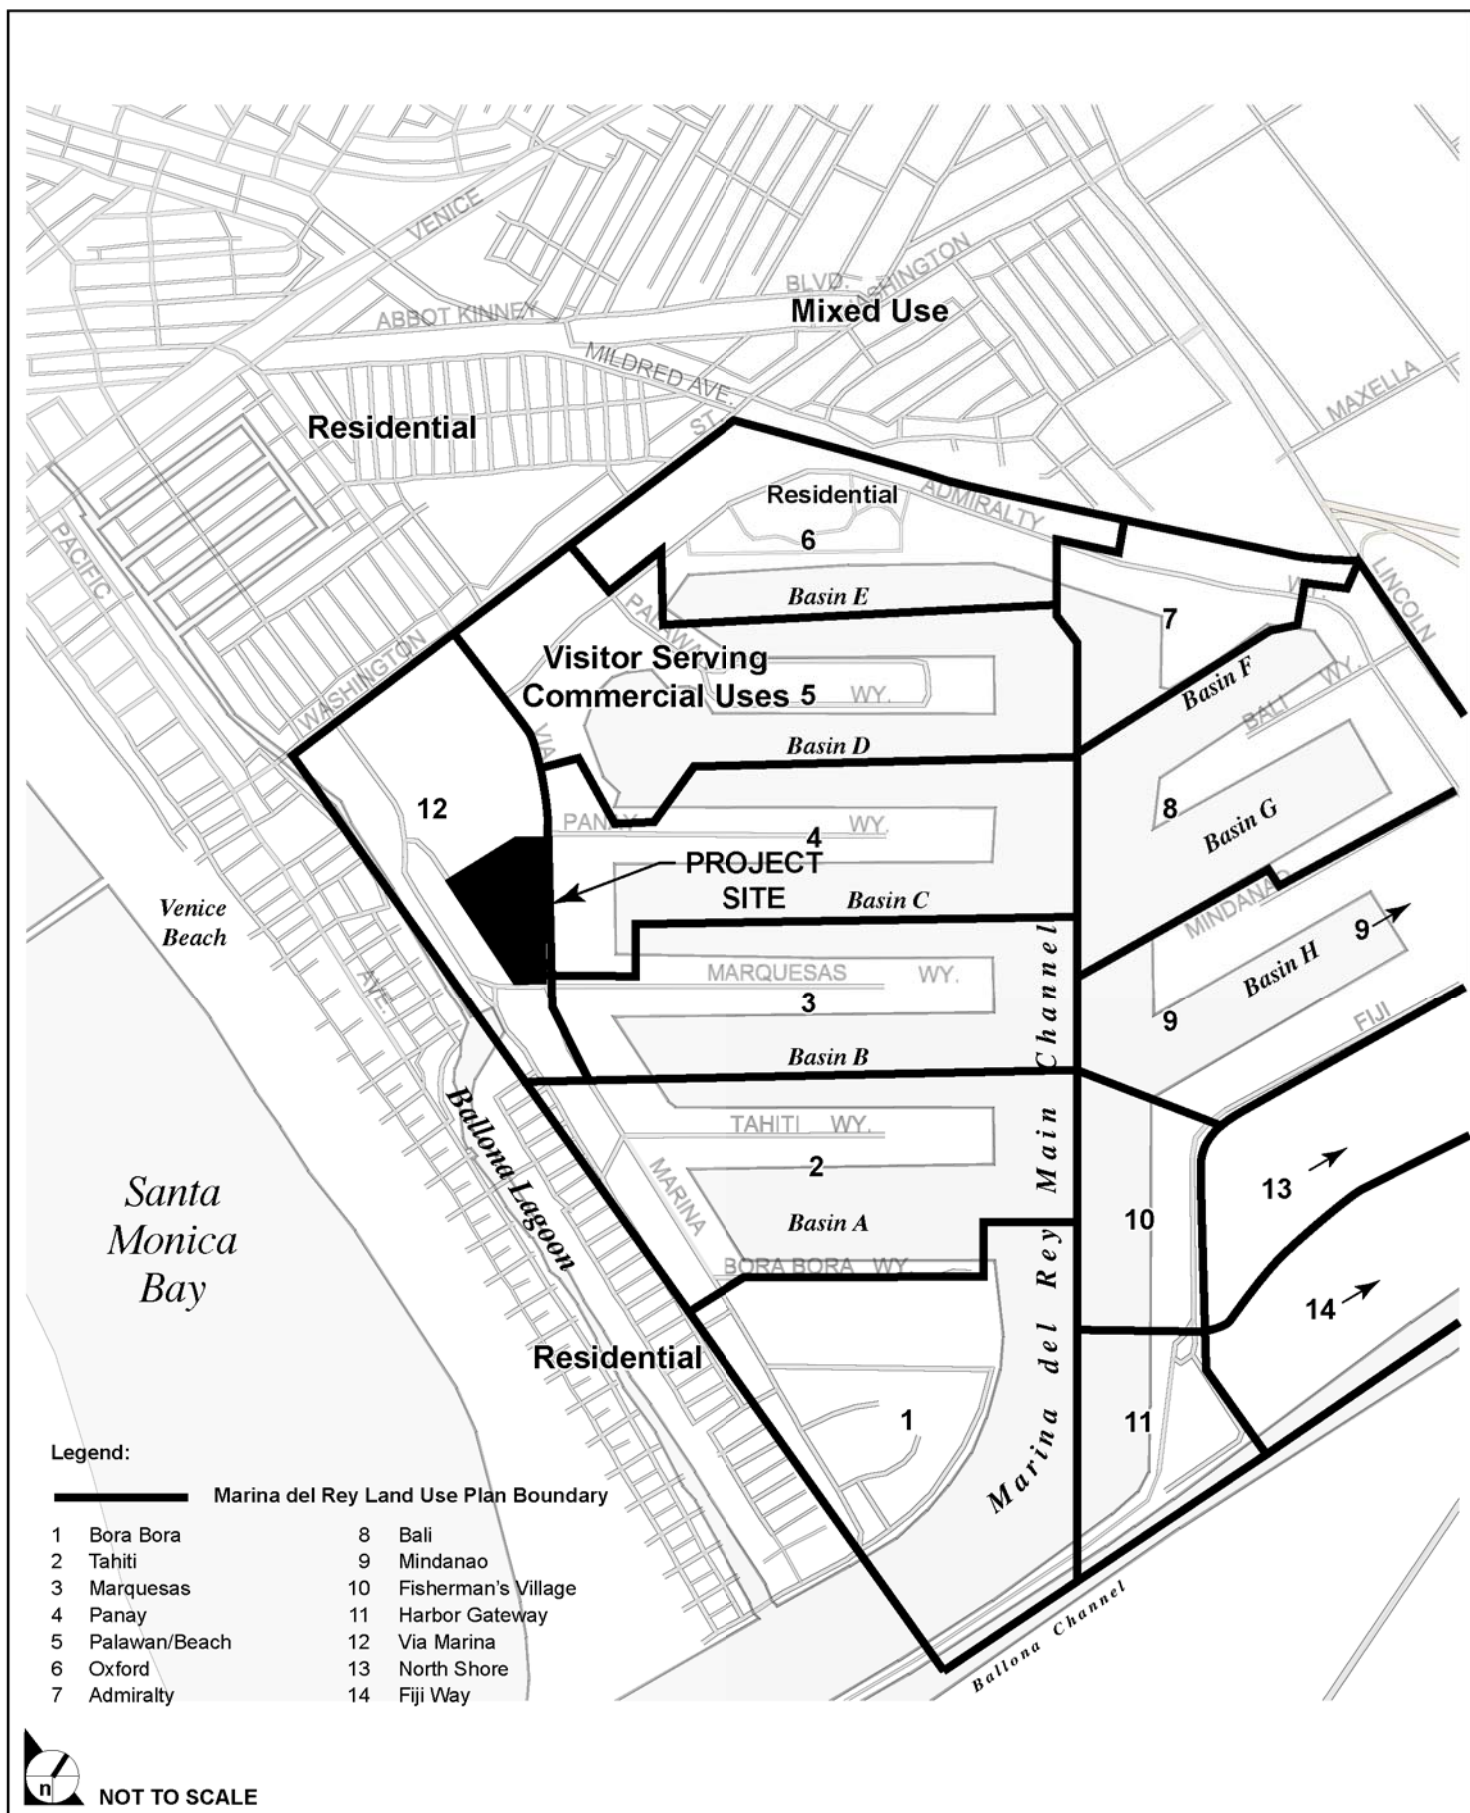 VENICE
BLVD.
WASHINGTON
Mixed Use
ABBOT KINNEY
MILDRED AVE.
MAXELLA
Residential
ST.
Residential
ADMIRALTY
6
PACIFIC
LINCOLN
WY.
Basin E
PALAWAN
7
WASHINGTON
Visitor Serving
Commercial Uses 5
WY.
Basin F
BALI WY.
VIA
Basin D
12
PANAY WY.
4
8
Basin G
PROJECT
SITE
Basin C
Venice
Beach
MINDANAO
9
AVE.
MARQUESAS WY.
3
Basin H
9
FIJI
Basin B
Ballona Lagoon
TAHITI WY.
2
MARINA
Santa
Monica
Bay
13
10
Basin A
BORA BORA WY.
Marina del Rey Main Channel
14
Residential
1
11
Ballona Channel
Legend:
Marina del Rey Land Use Plan Boundary
1 Bora Bora
2 Tahiti
3 Marquesas
4 Panay
5 Palawan/Beach
6 Oxford
7 Admiralty
8 Bali
9 Mindanao
10 Fisherman's Village
11 Harbor Gateway
12 Via Marina
13 North Shore
14 Fiji Way
n
NOT TO SCALE